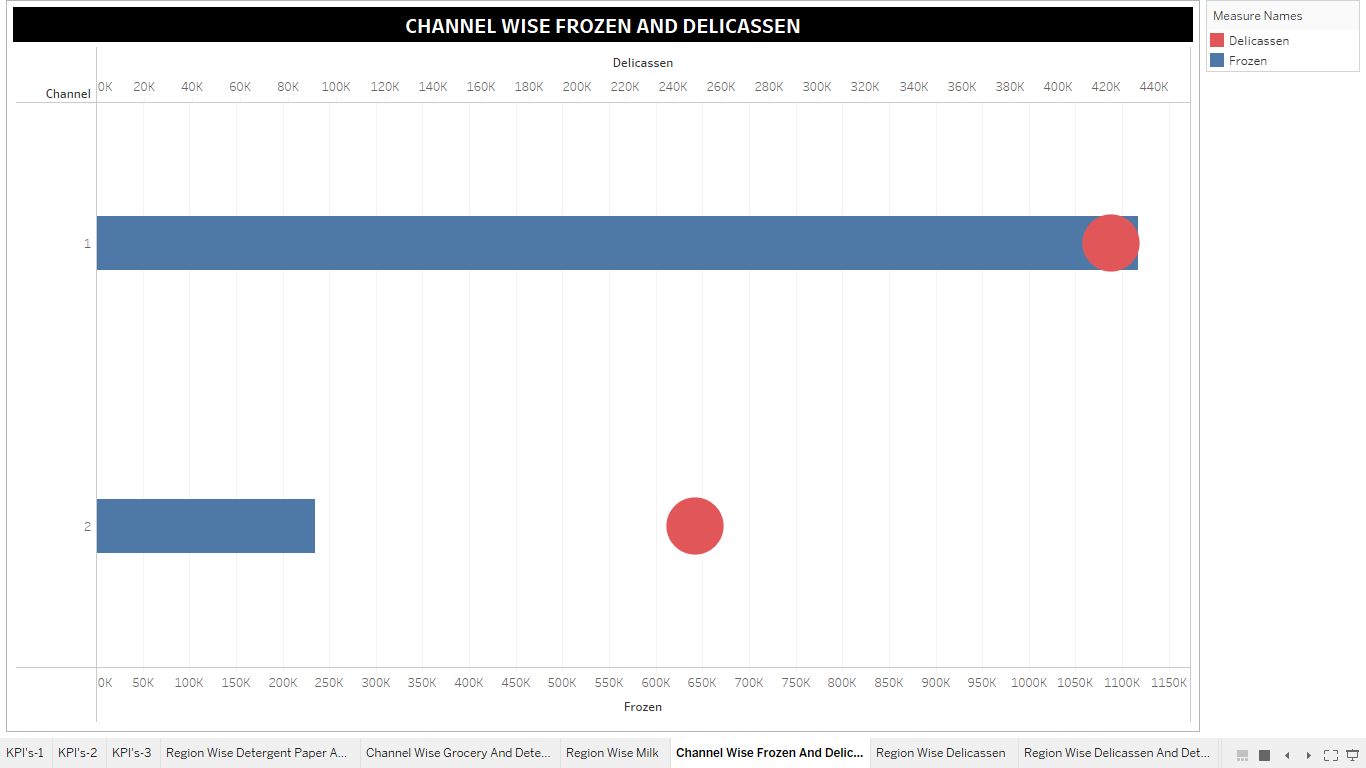 CHANNEL WISE FROZEN AND DELICASSEN
Measure Names
Delicassen
Frozen
Delicassen
Channel
0K 20K 40K 60K 80K 100K 120K 140K 160K 180K 200K 220K 240K 260K 280K 300K 320K 340K 360K 380K 400K 420K 440K
1
2
0K 50K 100K 150K 200K 250K 300K 350K 400K 450K 500K 550K 600K 650K 700K 750K 800K 850K 900K 950K 1000K 1050K 1100K 1150K
Frozen
KPI's-1 KPI's-2 KPI's-3 Region Wise Detergent Paper A... Channel Wise Grocery And Dete... Region Wise Milk Channel Wise Frozen And Delic... Region Wise Delicassen Region Wise Delicassen And Det...